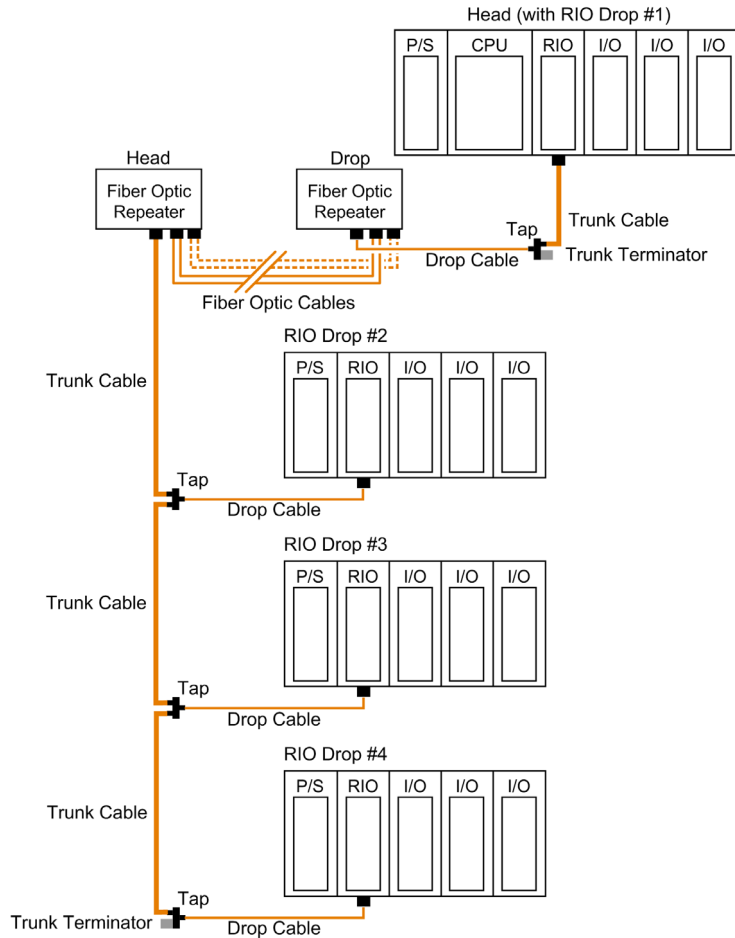 Head (with RIO Drop #1)
P/S CPU RIO I/O I/O I/O
Head
Drop
Fiber Optic
Repeater
Fiber Optic
Repeater
Tap
Trunk Cable
Drop Cable
Trunk Terminator
Fiber Optic Cables
RIO Drop #2
P/S RIO I/O I/O I/O
Trunk Cable
Tap
Drop Cable
RIO Drop #3
P/S RIO I/O I/O I/O
Trunk Cable
Tap
Drop Cable
RIO Drop #4
P/S RIO I/O I/O I/O
Trunk Cable
Tap
Trunk Terminator
Drop Cable